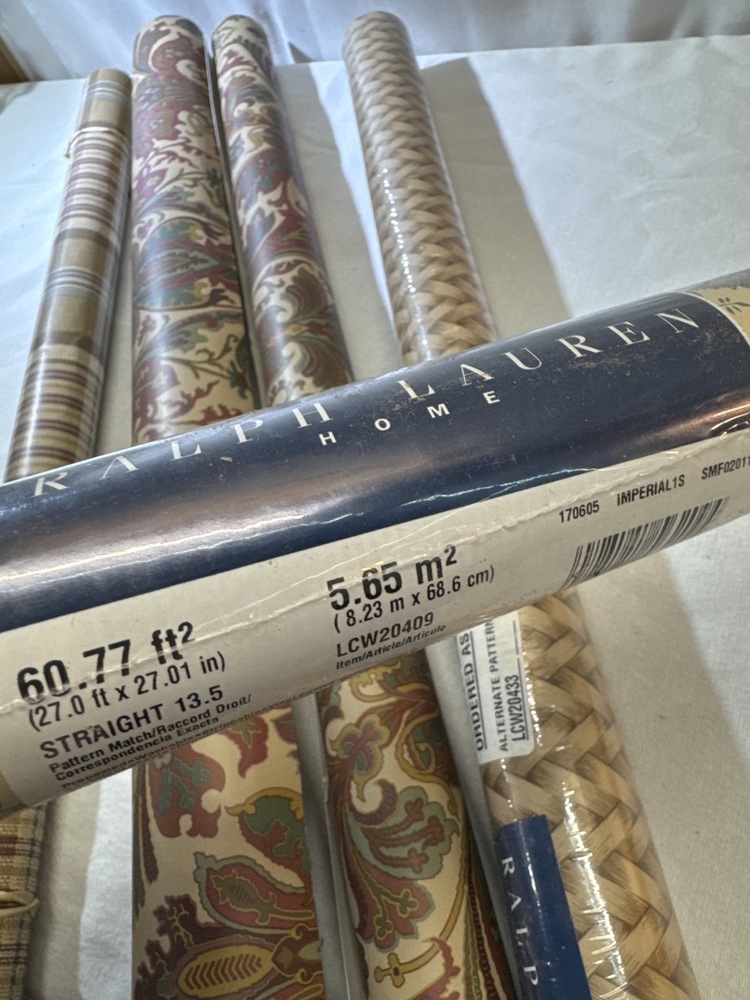 RALPH LAUREN
HOME
170605 IMPERIAL1S SMF02011
5.65 m²
(8.23 m x 68.6 cm)
LCW20409
Item/Article/Articulo
60.77 ft²
(27.0 ft x 27.01 in)
STRAIGHT 13.5
Pattern Match/Raccord Droit/
Correspondencia Exacta
ORDERED AS
ALTERNATE PATTERN
LCW20433
RALP